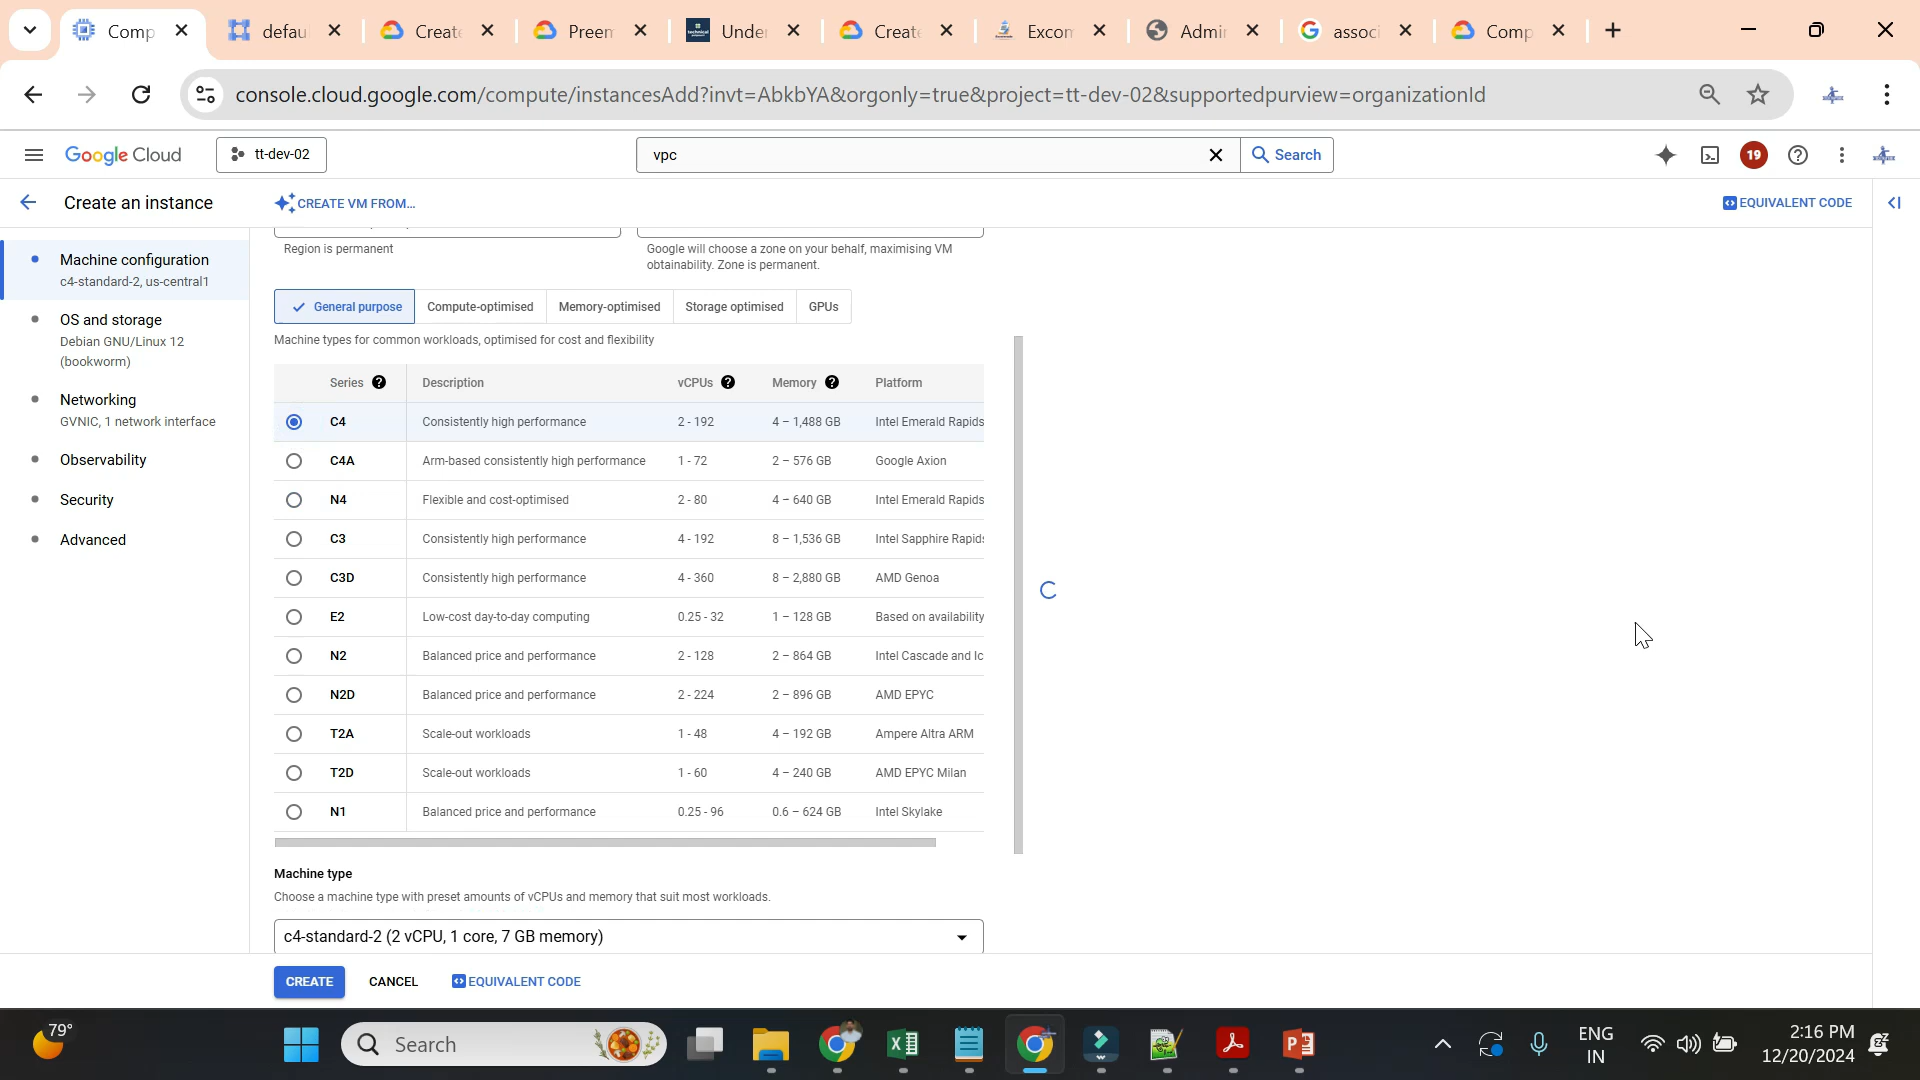 Comp
defau
Create
Preem
Unde
Create
Excom
Admin
associ
Comp
console.cloud.google.com/compute/instancesAdd?invt=AbkbYA&orgonly=true&project=tt-dev-02&supportedpurview=organizationId
Google Cloud
tt-dev-02
vpc
Search
19
Create an instance
CREATE VM FROM...
EQUIVALENT CODE
Machine configuration
c4-standard-2, us-central1
OS and storage
Debian GNU/Linux 12
(bookworm)
Networking
GVNIC, 1 network interface
Observability
Security
Advanced
Region is permanent
Google will choose a zone on your behalf, maximising VM
obtainability. Zone is permanent.
General purpose
Compute-optimised
Memory-optimised
Storage optimised
GPUs
Machine types for common workloads, optimised for cost and flexibility
Series Description vCPUs Memory Platform
C4 Consistently high performance 2 - 192 4 – 1,488 GB Intel Emerald Rapids
C4A Arm-based consistently high performance 1 - 72 2 – 576 GB Google Axion
N4 Flexible and cost-optimised 2 - 80 4 – 640 GB Intel Emerald Rapids
C3 Consistently high performance 4 - 192 8 – 1,536 GB Intel Sapphire Rapids
C3D Consistently high performance 4 - 360 8 – 2,880 GB AMD Genoa
E2 Low-cost day-to-day computing 0.25 - 32 1 – 128 GB Based on availability
N2 Balanced price and performance 2 - 128 2 – 864 GB Intel Cascade and Ic
N2D Balanced price and performance 2 - 224 2 – 896 GB AMD EPYC
T2A Scale-out workloads 1 - 48 4 – 192 GB Ampere Altra ARM
T2D Scale-out workloads 1 - 60 4 – 240 GB AMD EPYC Milan
N1 Balanced price and performance 0.25 - 96 0.6 – 624 GB Intel Skylake
Machine type
Choose a machine type with preset amounts of vCPUs and memory that suit most workloads.
c4-standard-2 (2 vCPU, 1 core, 7 GB memory)
CREATE
CANCEL
EQUIVALENT CODE
79°
Search
ENG
IN
2:16 PM
12/20/2024